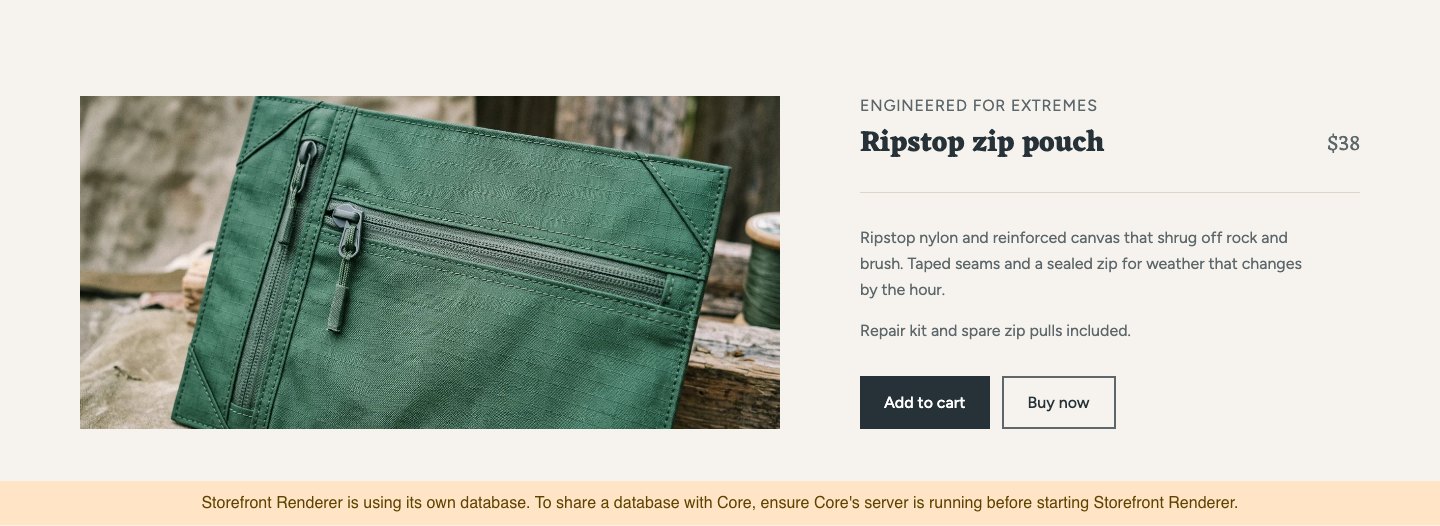 ENGINEERED FOR EXTREMES
Ripstop zip pouch
$38
Ripstop nylon and reinforced canvas that shrug off rock and
brush. Taped seams and a sealed zip for weather that changes
by the hour.
Repair kit and spare zip pulls included.
Add to cart
Buy now
Storefront Renderer is using its own database. To share a database with Core, ensure Core's server is running before starting Storefront Renderer.